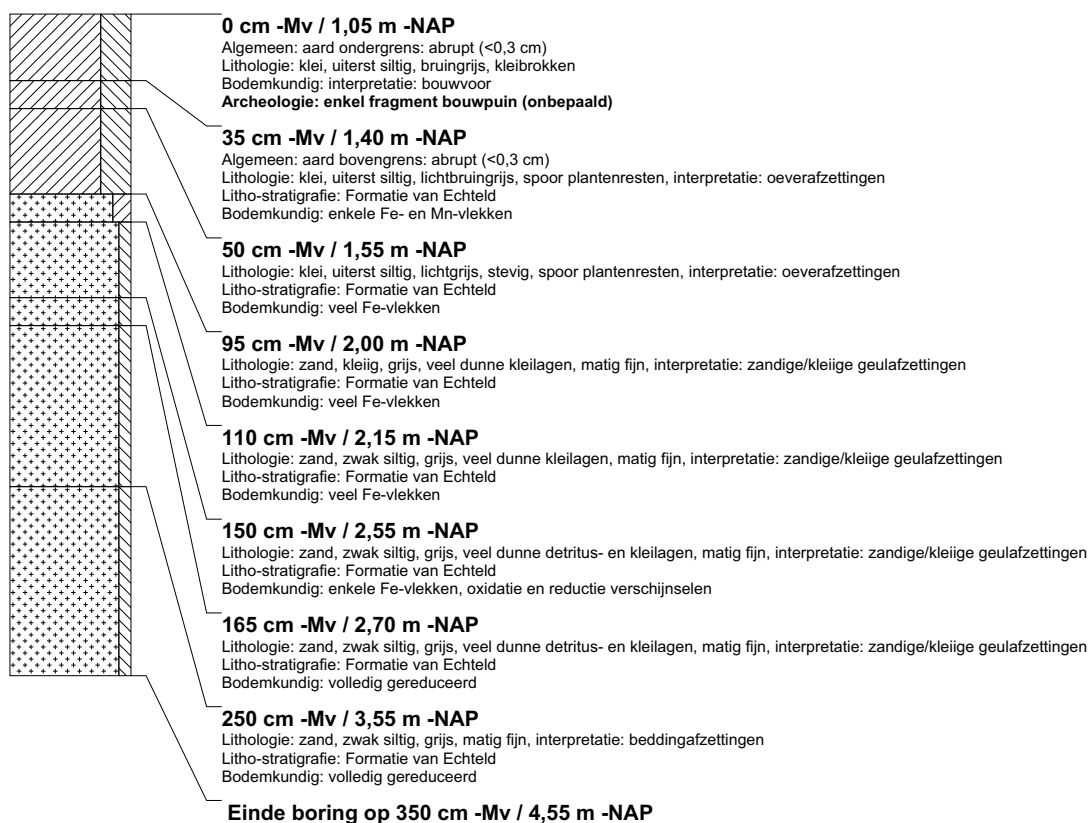 0 cm -Mv / 1,05 m -NAP
Algemeen: aard ondergrens: abrupt (<0,3 cm)
Lithologie: klei, uiterst siltig, bruingrijs, kleibrokken
Bodemkundig: interpretatie: bouwvoor
Archeologie: enkel fragment bouwpuin (onbepaald)
35 cm -Mv / 1,40 m -NAP
Algemeen: aard bovengrens: abrupt (<0,3 cm)
Lithologie: klei, uiterst siltig, lichtbruingrijs, spoor plantenresten, interpretatie: oeverafzettingen
Litho-stratigrafie: Formatie van Echteld
Bodemkundig: enkele Fe- en Mn-vlekken
50 cm -Mv / 1,55 m -NAP
Lithologie: klei, uiterst siltig, lichtgrijs, stevig, spoor plantenresten, interpretatie: oeverafzettingen
Litho-stratigrafie: Formatie van Echteld
Bodemkundig: veel Fe-vlekken
95 cm -Mv / 2,00 m -NAP
Lithologie: zand, kleiig, grijs, veel dunne kleilagen, matig fijn, interpretatie: zandige/kleiige geulafzettingen
Litho-stratigrafie: Formatie van Echteld
Bodemkundig: veel Fe-vlekken
110 cm -Mv / 2,15 m -NAP
Lithologie: zand, zwak siltig, grijs, veel dunne kleilagen, matig fijn, interpretatie: zandige/kleiige geulafzettingen
Litho-stratigrafie: Formatie van Echteld
Bodemkundig: veel Fe-vlekken
150 cm -Mv / 2,55 m -NAP
Lithologie: zand, zwak siltig, grijs, veel dunne detritus- en kleilagen, matig fijn, interpretatie: zandige/kleiige geulafzettingen
Litho-stratigrafie: Formatie van Echteld
Bodemkundig: enkele Fe-vlekken, oxidatie en reductie verschijnselen
165 cm -Mv / 2,70 m -NAP
Lithologie: zand, zwak siltig, grijs, veel dunne detritus- en kleilagen, matig fijn, interpretatie: zandige/kleiige geulafzettingen
Litho-stratigrafie: Formatie van Echteld
Bodemkundig: volledig gereduceerd
250 cm -Mv / 3,55 m -NAP
Lithologie: zand, zwak siltig, grijs, matig fijn, interpretatie: beddingafzettingen
Litho-stratigrafie: Formatie van Echteld
Bodemkundig: volledig gereduceerd
Einde boring op 350 cm -Mv / 4,55 m -NAP